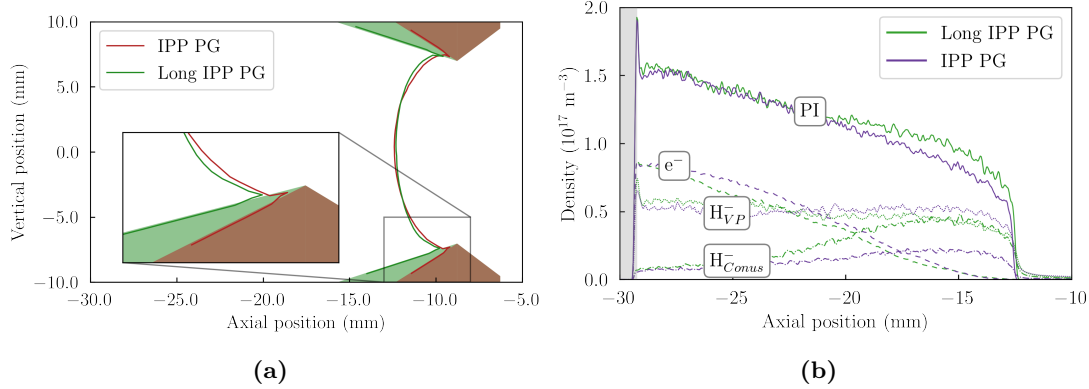 10.0
5.0
0.0
−5.0
−10.0
Vertical position (mm)
IPP PG
Long IPP PG
−30.0
−25.0
−20.0
−15.0
−10.0
−5.0
Axial position (mm)
(a)
2.0
1.5
1.0
0.5
0.0
Density (10^17 m^−3)
Long IPP PG
IPP PG
PI
e^−
H^−_VP
H^−_Conus
−30
−25
−20
−15
−10
Axial position (mm)
(b)